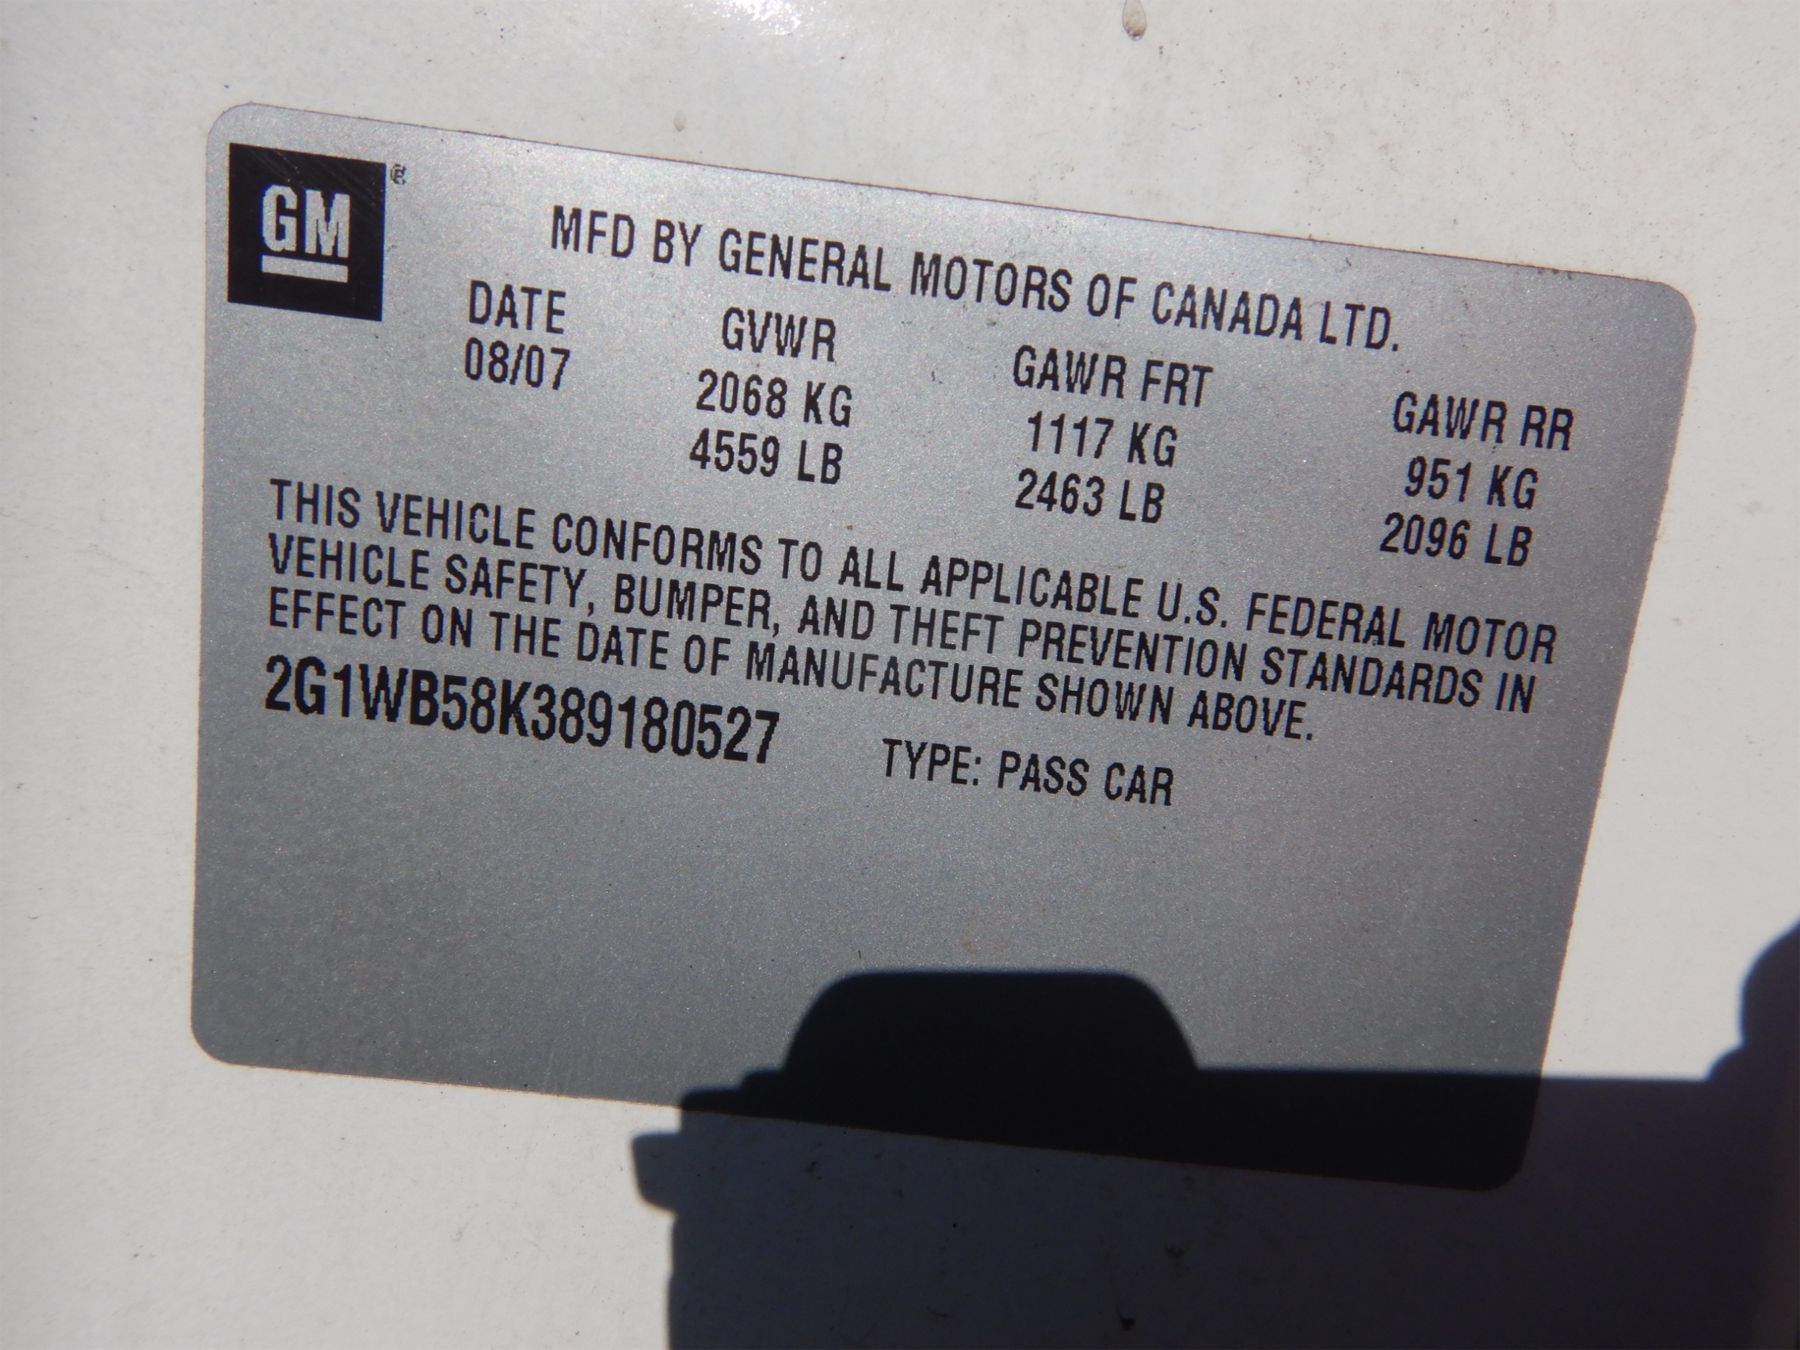 GM ®
MFD BY GENERAL MOTORS OF CANADA LTD.
DATE GVWR GAWR FRT GAWR RR
08/07 2068 KG 1117 KG 951 KG
4559 LB 2463 LB 2096 LB
THIS VEHICLE CONFORMS TO ALL APPLICABLE U.S. FEDERAL MOTOR
VEHICLE SAFETY, BUMPER, AND THEFT PREVENTION STANDARDS IN
EFFECT ON THE DATE OF MANUFACTURE SHOWN ABOVE.
2G1WB58K389180527 TYPE: PASS CAR